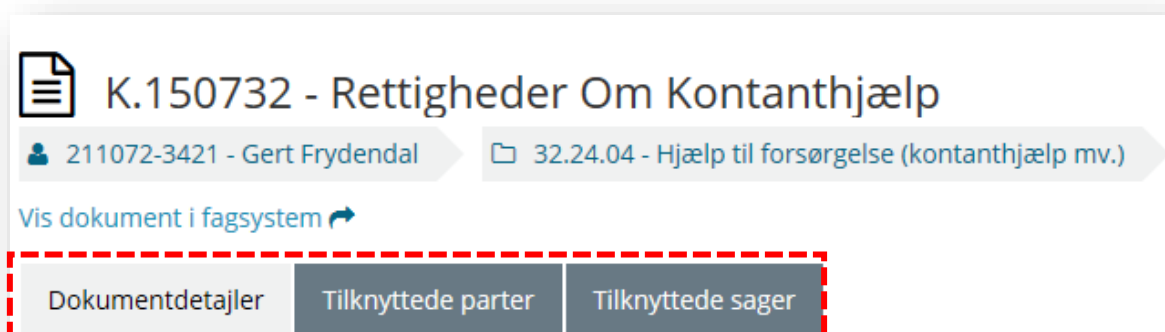 K.150732 - Rettigheder Om Kontanthjælp
211072-3421 - Gert Frydendal 32.24.04 - Hjælp til forsørgelse (kontanthjælp mv.)
Vis dokument i fagsystem
Dokumentdetaljer Tilknyttede parter Tilknyttede sager